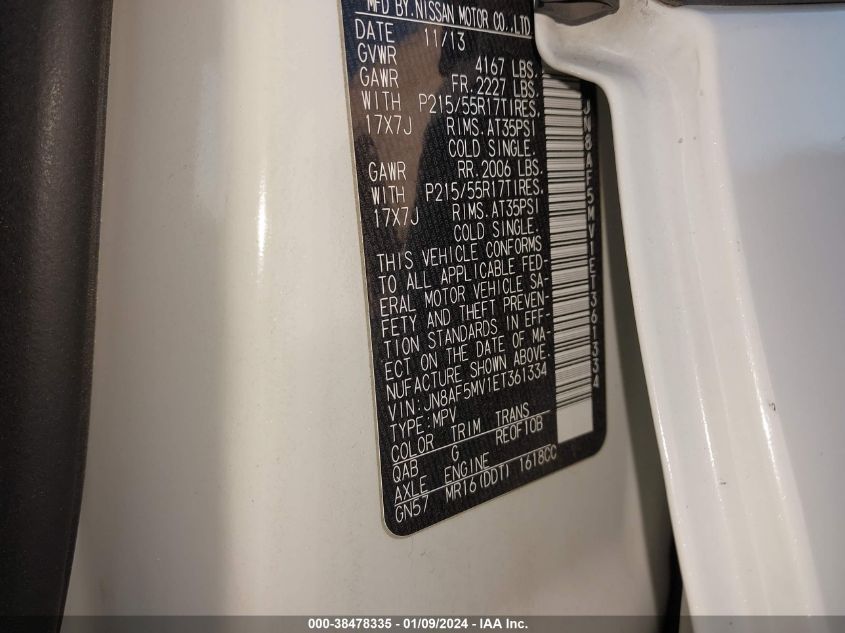 MFD BY.NISSAN MOTOR CO.,LTD
DATE 11/13
GVWR 4167 LBS.
GAWR FR.2227 LBS.
WITH P215/55R17TIRES.
17X7J RIMS.AT35PSI
COLD SINGLE.
GAWR RR.2006 LBS.
WITH P215/55R17TIRES.
17X7J RIMS.AT35PSI
COLD SINGLE.
THIS VEHICLE CONFORMS
TO ALL APPLICABLE FED-
ERAL MOTOR VEHICLE SA-
FETY AND THEFT PREVEN-
TION STANDARDS IN EFF-
ECT ON THE DATE OF MA-
NUFACTURE SHOWN ABOVE.
VIN:JN8AF5MV1ET361334
TYPE:MPV
COLOR TRIM TRANS
QAB G RE0F10B
AXLE ENGINE
GN57 MR16(DDT) 1618CC
JN8AF5MV1ET361334
000-38478335 - 01/09/2024 - IAA Inc.